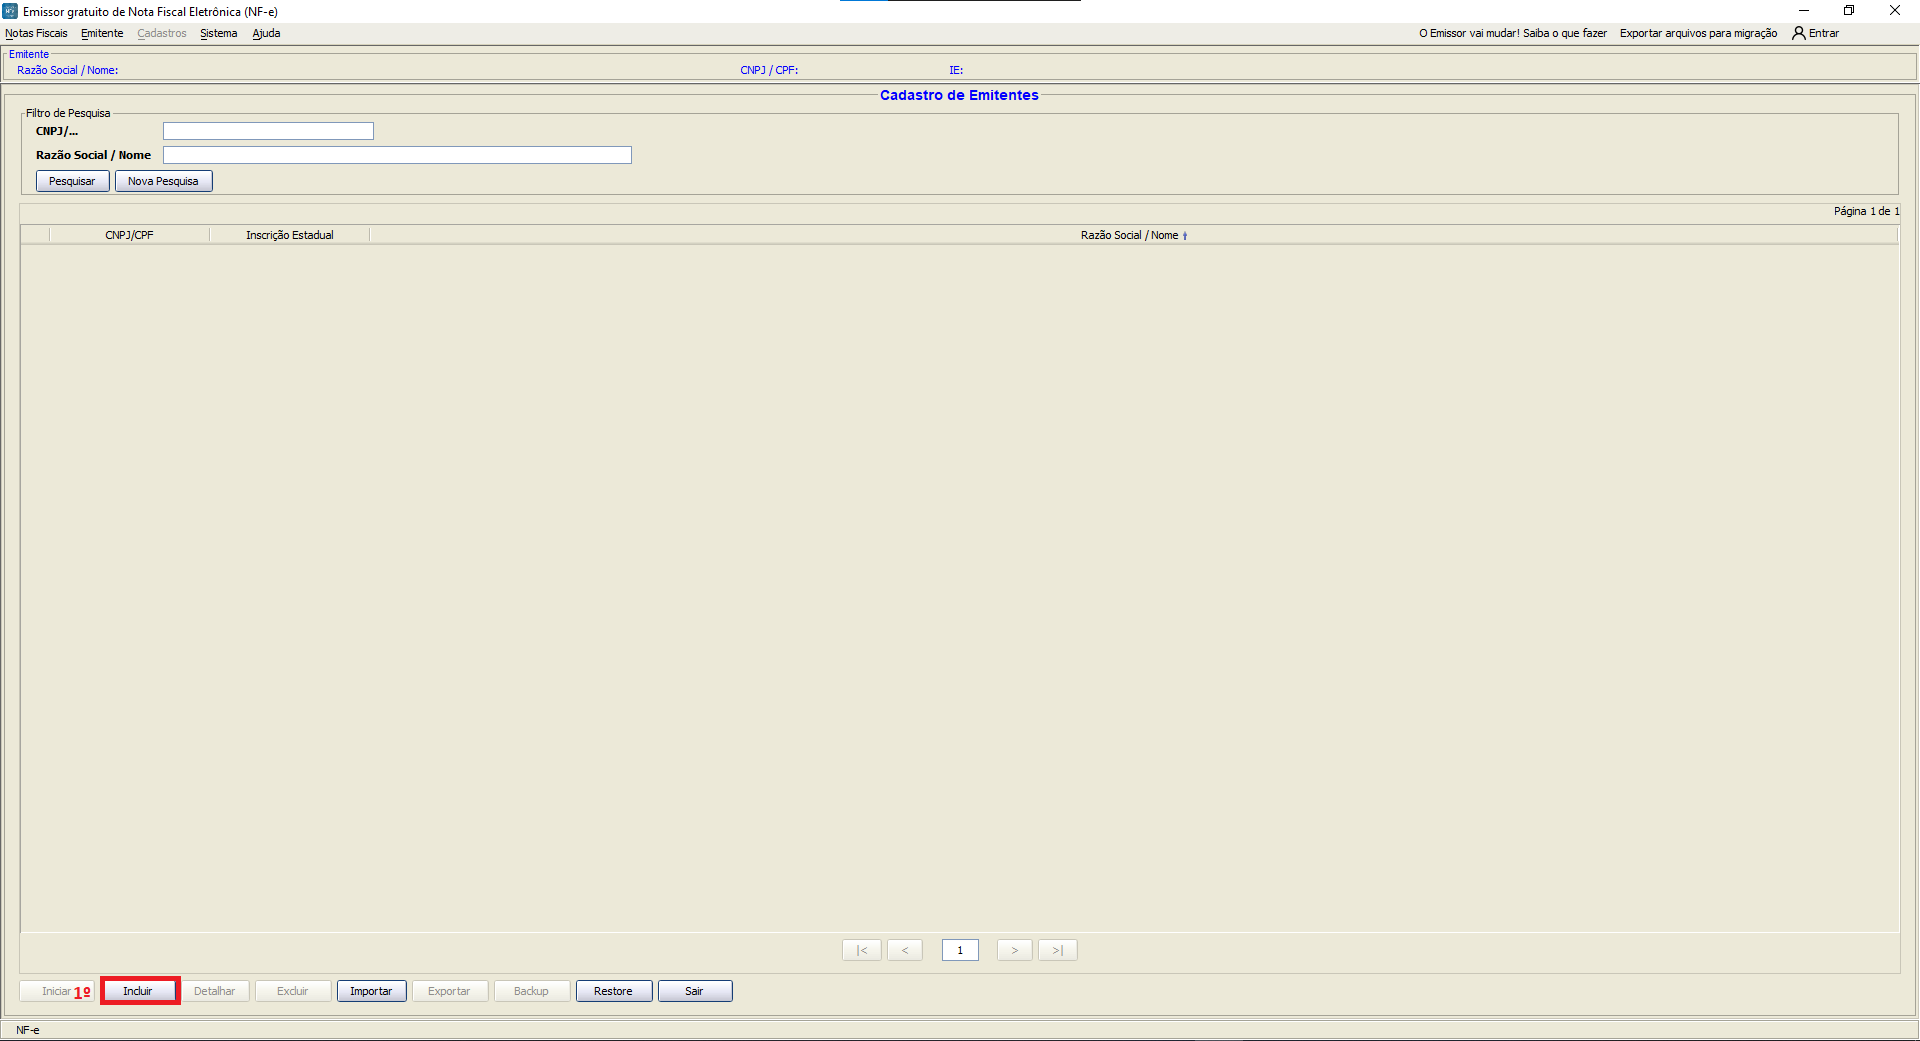 Emissor gratuito de Nota Fiscal Eletrônica (NF-e)
Notas Fiscais Emitente Cadastros Sistema Ajuda O Emissor vai mudar! Saiba o que fazer Exportar arquivos para migração Entrar
Emitente
Razão Social / Nome: CNPJ / CPF: IE:
Cadastro de Emitentes
Filtro de Pesquisa
CNPJ/...
Razão Social / Nome
Pesquisar Nova Pesquisa
Página 1 de 1
CNPJ/CPF Inscrição Estadual Razão Social / Nome
|< < 1 > >|
Iniciar 1º Incluir Detalhar Excluir Importar Exportar Backup Restore Sair
NF-e